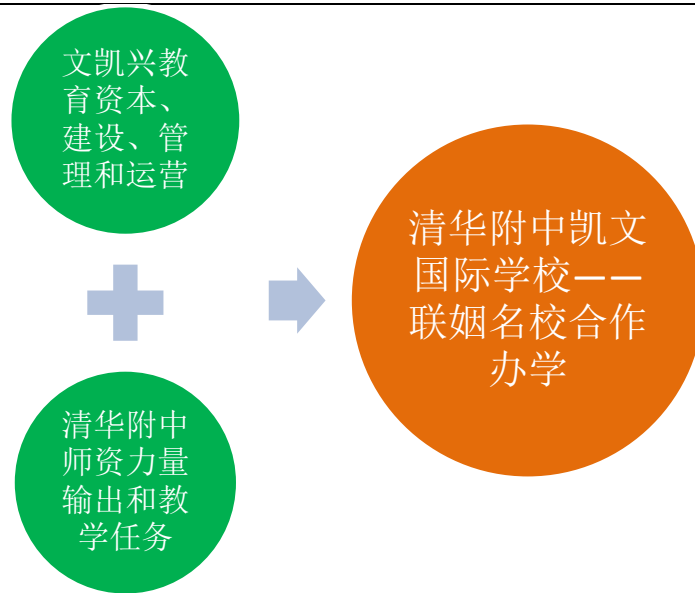 文凯兴教
育资本、
建设、管
理和运营
清华附中
师资力量
输出和教
学任务
清华附中凯文
国际学校——
联姻名校合作
办学